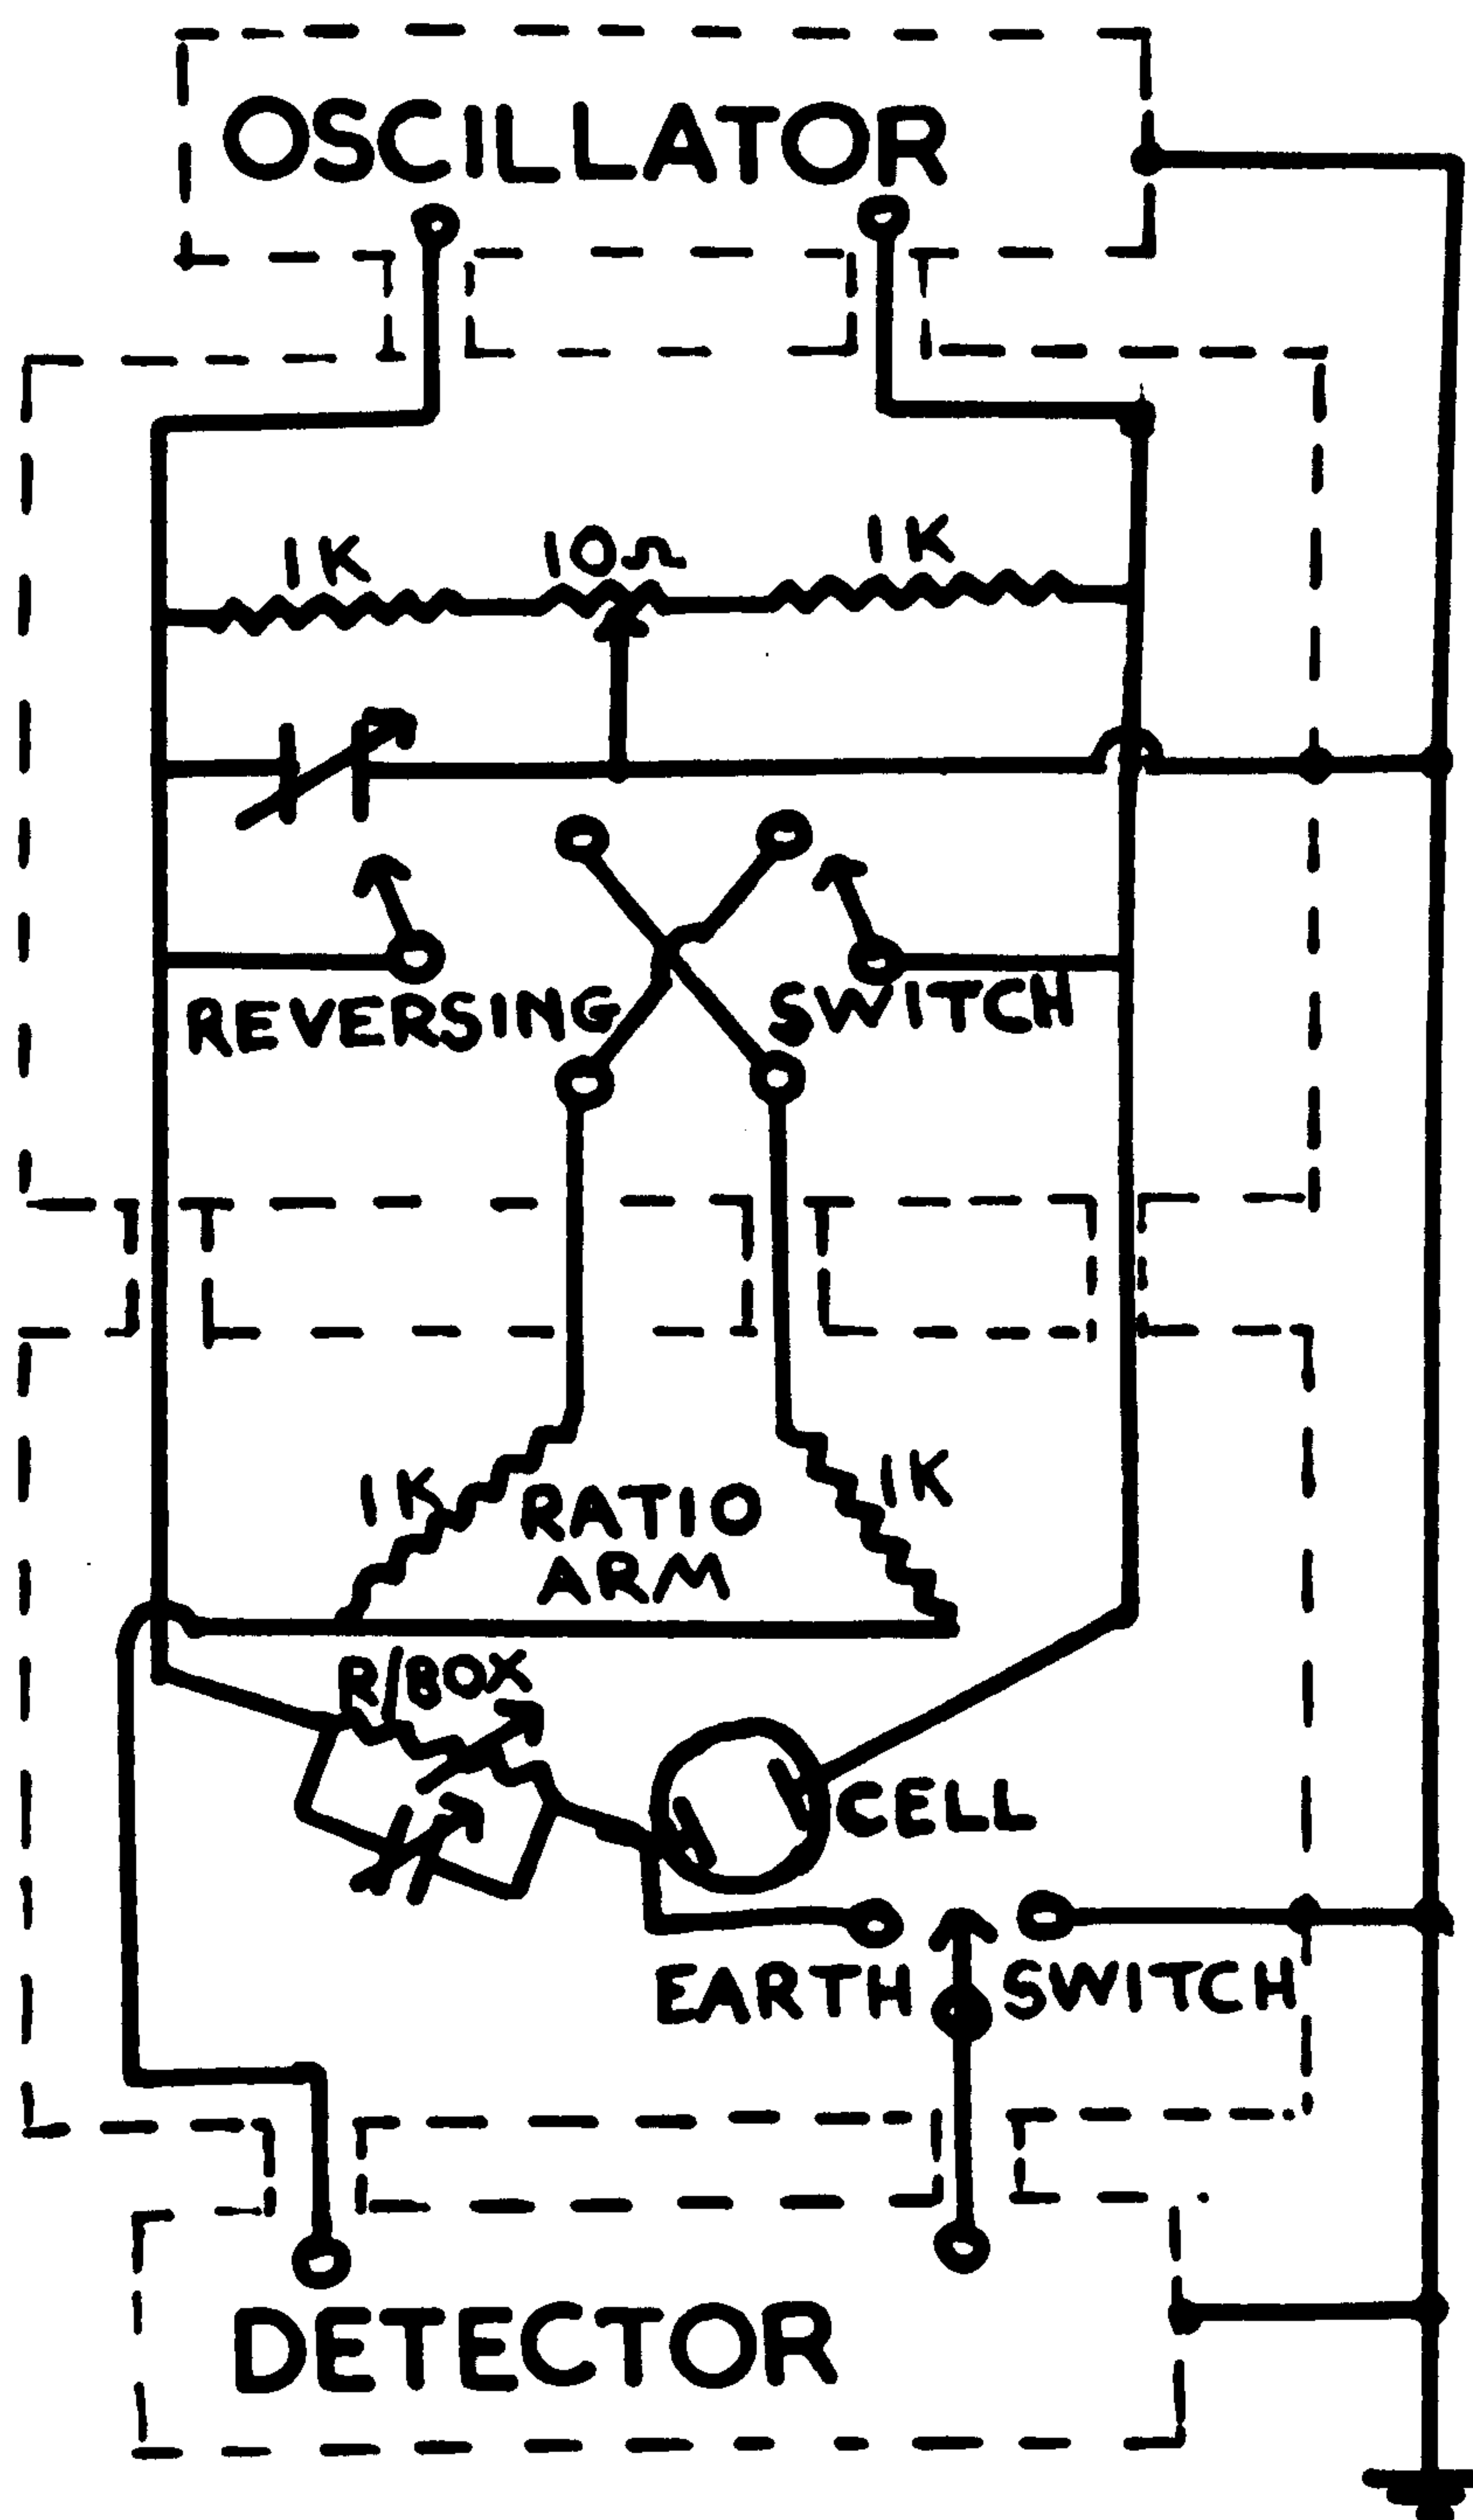 OSCILLATOR
1K 10Ω 1K
REVERSING SWITCH
1K RATIO 1K
ARM
R/BOX
CELL
EARTH SWITCH
DETECTOR